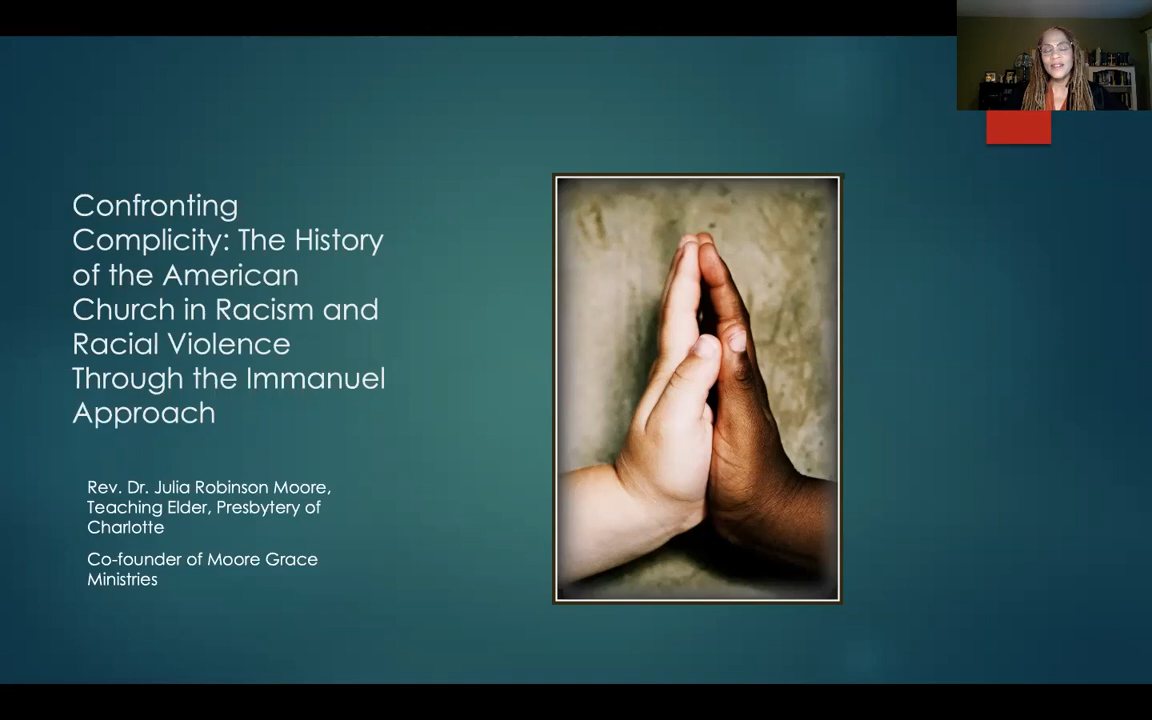 Confronting
Complicity: The History
of the American
Church in Racism and
Racial Violence
Through the Immanuel
Approach
Rev. Dr. Julia Robinson Moore,
Teaching Elder, Presbytery of
Charlotte
Co-founder of Moore Grace
Ministries